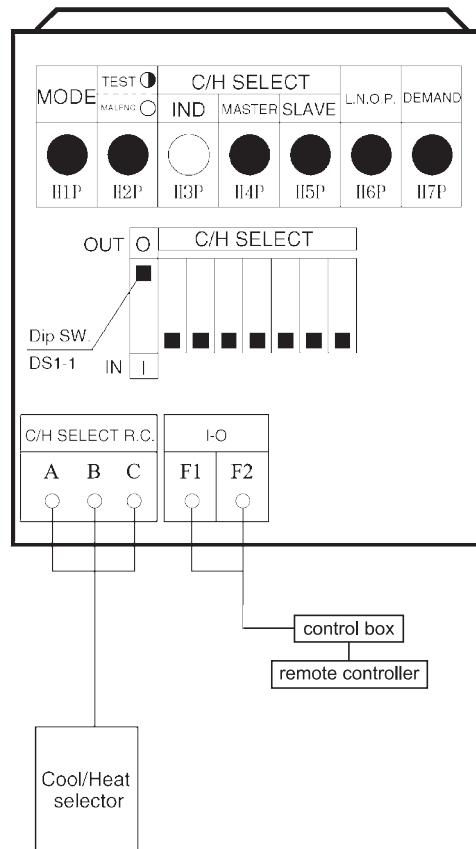 TEST
C/H SELECT
MODE
MALFNC.
IND
MASTER
SLAVE
L.N.O.P.
DEMAND
H1P H2P H3P H4P H5P H6P H7P
OUT O C/H SELECT
Dip SW.
DS1-1 IN I
C/H SELECT R.C. I-O
A B C F1 F2
control box
remote controller
Cool/Heat
selector